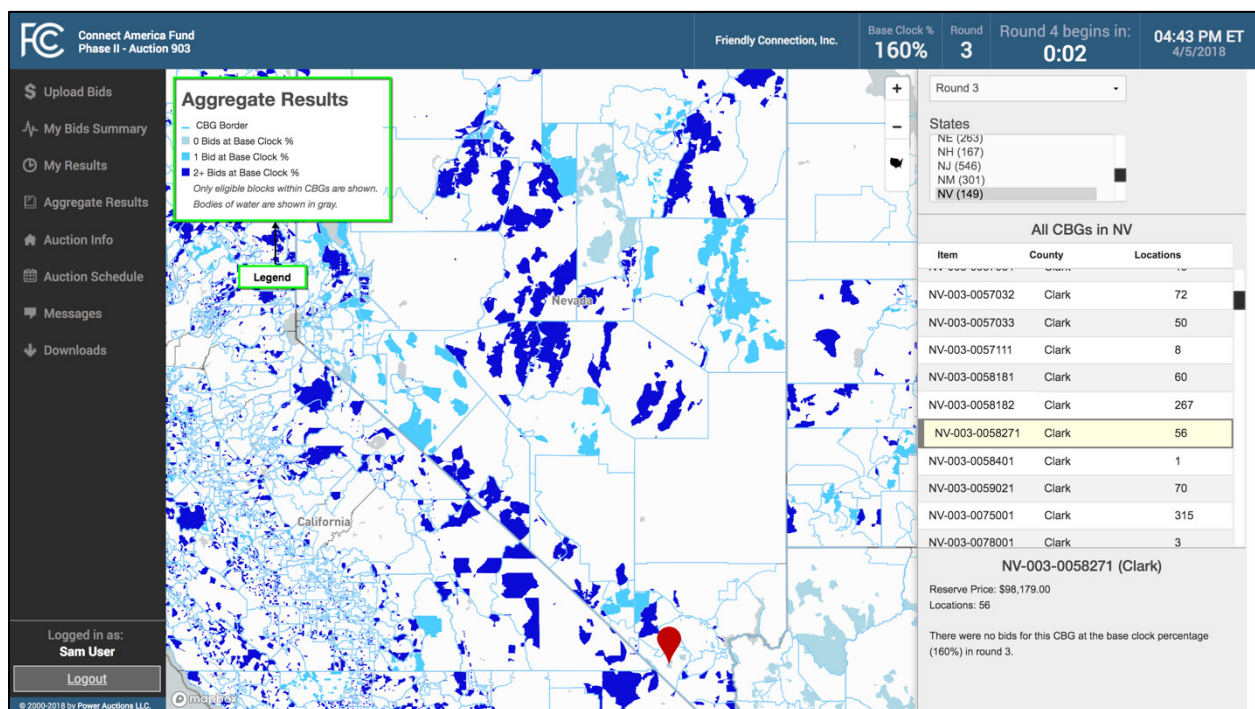 FC
Connect America Fund
Phase II - Auction 903
Friendly Connection, Inc.
Base Clock %
160%
Round
3
Round 4 begins in:
0:02
04:43 PM ET
4/5/2018
Upload Bids
My Bids Summary
My Results
Aggregate Results
Auction Info
Auction Schedule
Messages
Downloads
Logged in as:
Sam User
Logout
© 2000-2018 by Power Auctions LLC.
Aggregate Results
CBG Border
0 Bids at Base Clock %
1 Bid at Base Clock %
2+ Bids at Base Clock %
Only eligible blocks within CBGs are shown.
Bodies of water are shown in gray.
Legend
Nevada
California
mapbox
+
−
Round 3
States
NE (263)
NH (167)
NJ (546)
NM (301)
NV (149)
All CBGs in NV
Item County Locations
NV-003-0057032 Clark 72
NV-003-0057033 Clark 50
NV-003-0057111 Clark 8
NV-003-0058181 Clark 60
NV-003-0058182 Clark 267
NV-003-0058271 Clark 56
NV-003-0058401 Clark 1
NV-003-0059021 Clark 70
NV-003-0075001 Clark 315
NV-003-0078001 Clark 3
NV-003-0058271 (Clark)
Reserve Price: $98,179.00
Locations: 56
There were no bids for this CBG at the base clock percentage
(160%) in round 3.